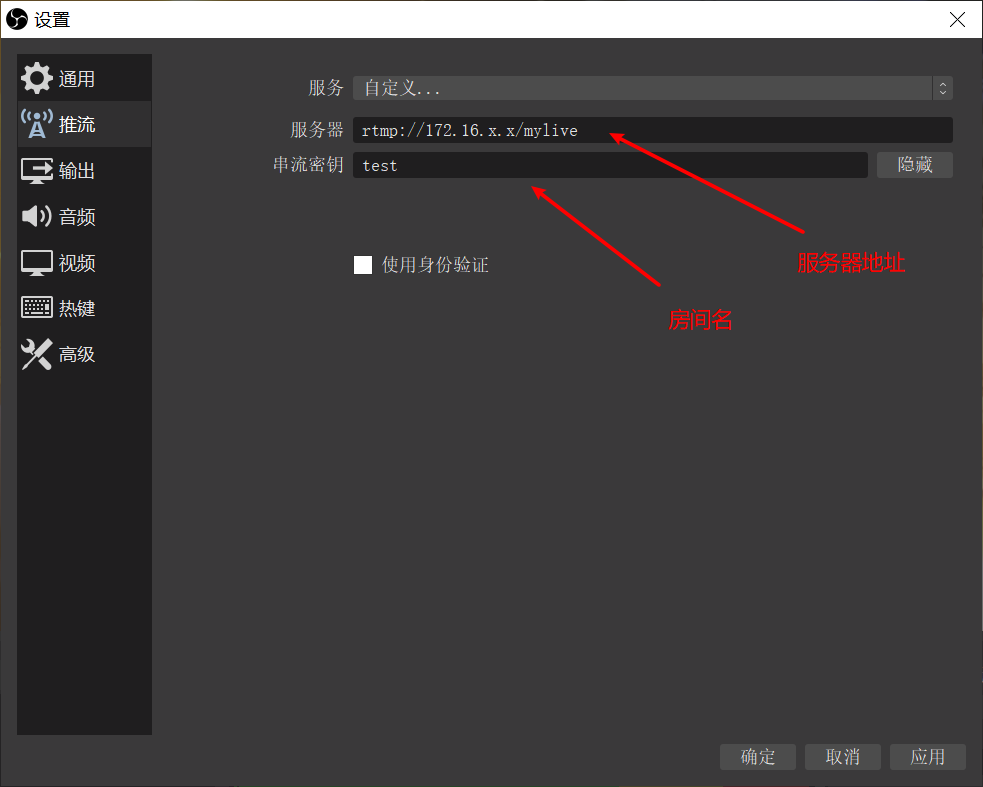 设置
通用
推流
输出
音频
视频
热键
高级
服务 自定义...
服务器 rtmp://172.16.x.x/mylive
串流密钥 test 隐藏
使用身份验证
服务器地址
房间名
确定 取消 应用